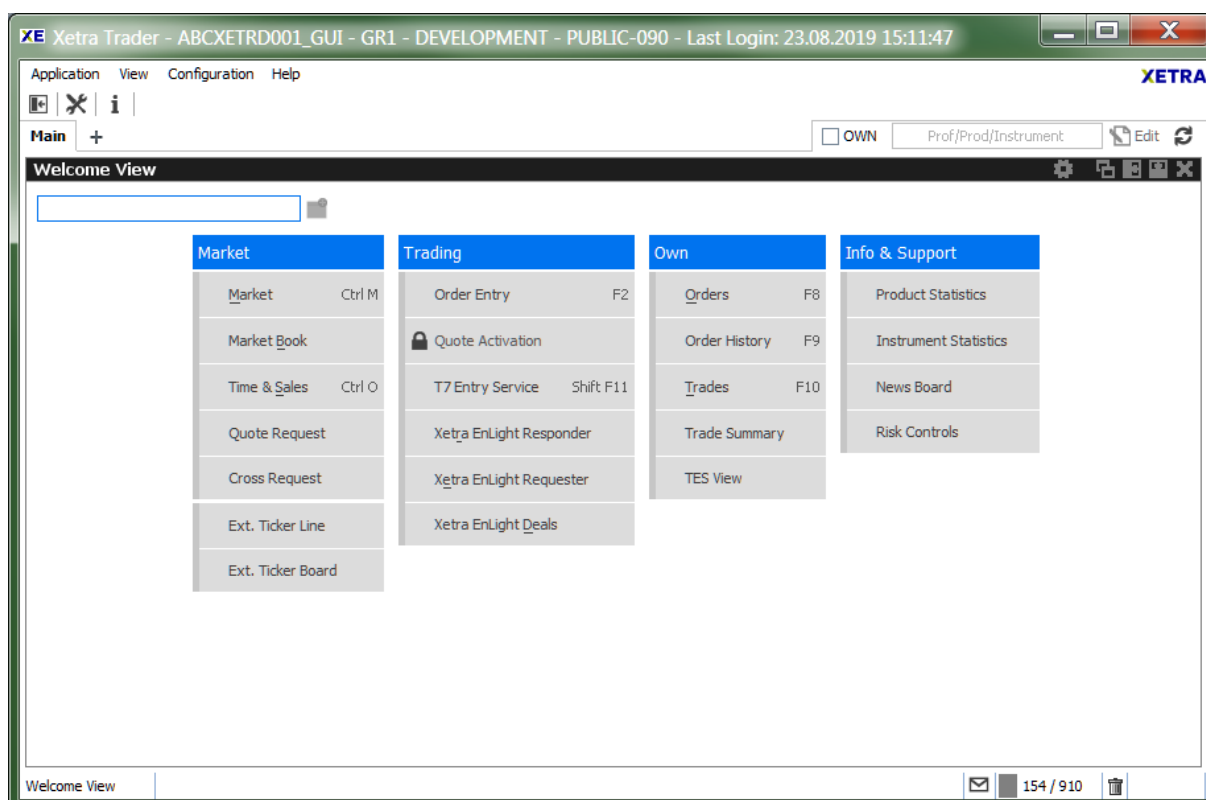 XE Xetra Trader - ABCXETRD001_GUI - GR1 - DEVELOPMENT - PUBLIC-090 - Last Login: 23.08.2019 15:11:47
Application View Configuration Help
XETRA
Main +
OWN Prof/Prod/Instrument Edit
Welcome View
Market
Market Ctrl M
Market Book
Time & Sales Ctrl O
Quote Request
Cross Request
Ext. Ticker Line
Ext. Ticker Board
Trading
Order Entry F2
Quote Activation
T7 Entry Service Shift F11
Xetra EnLight Responder
Xetra EnLight Requester
Xetra EnLight Deals
Own
Orders F8
Order History F9
Trades F10
Trade Summary
TES View
Info & Support
Product Statistics
Instrument Statistics
News Board
Risk Controls
Welcome View
154 / 910